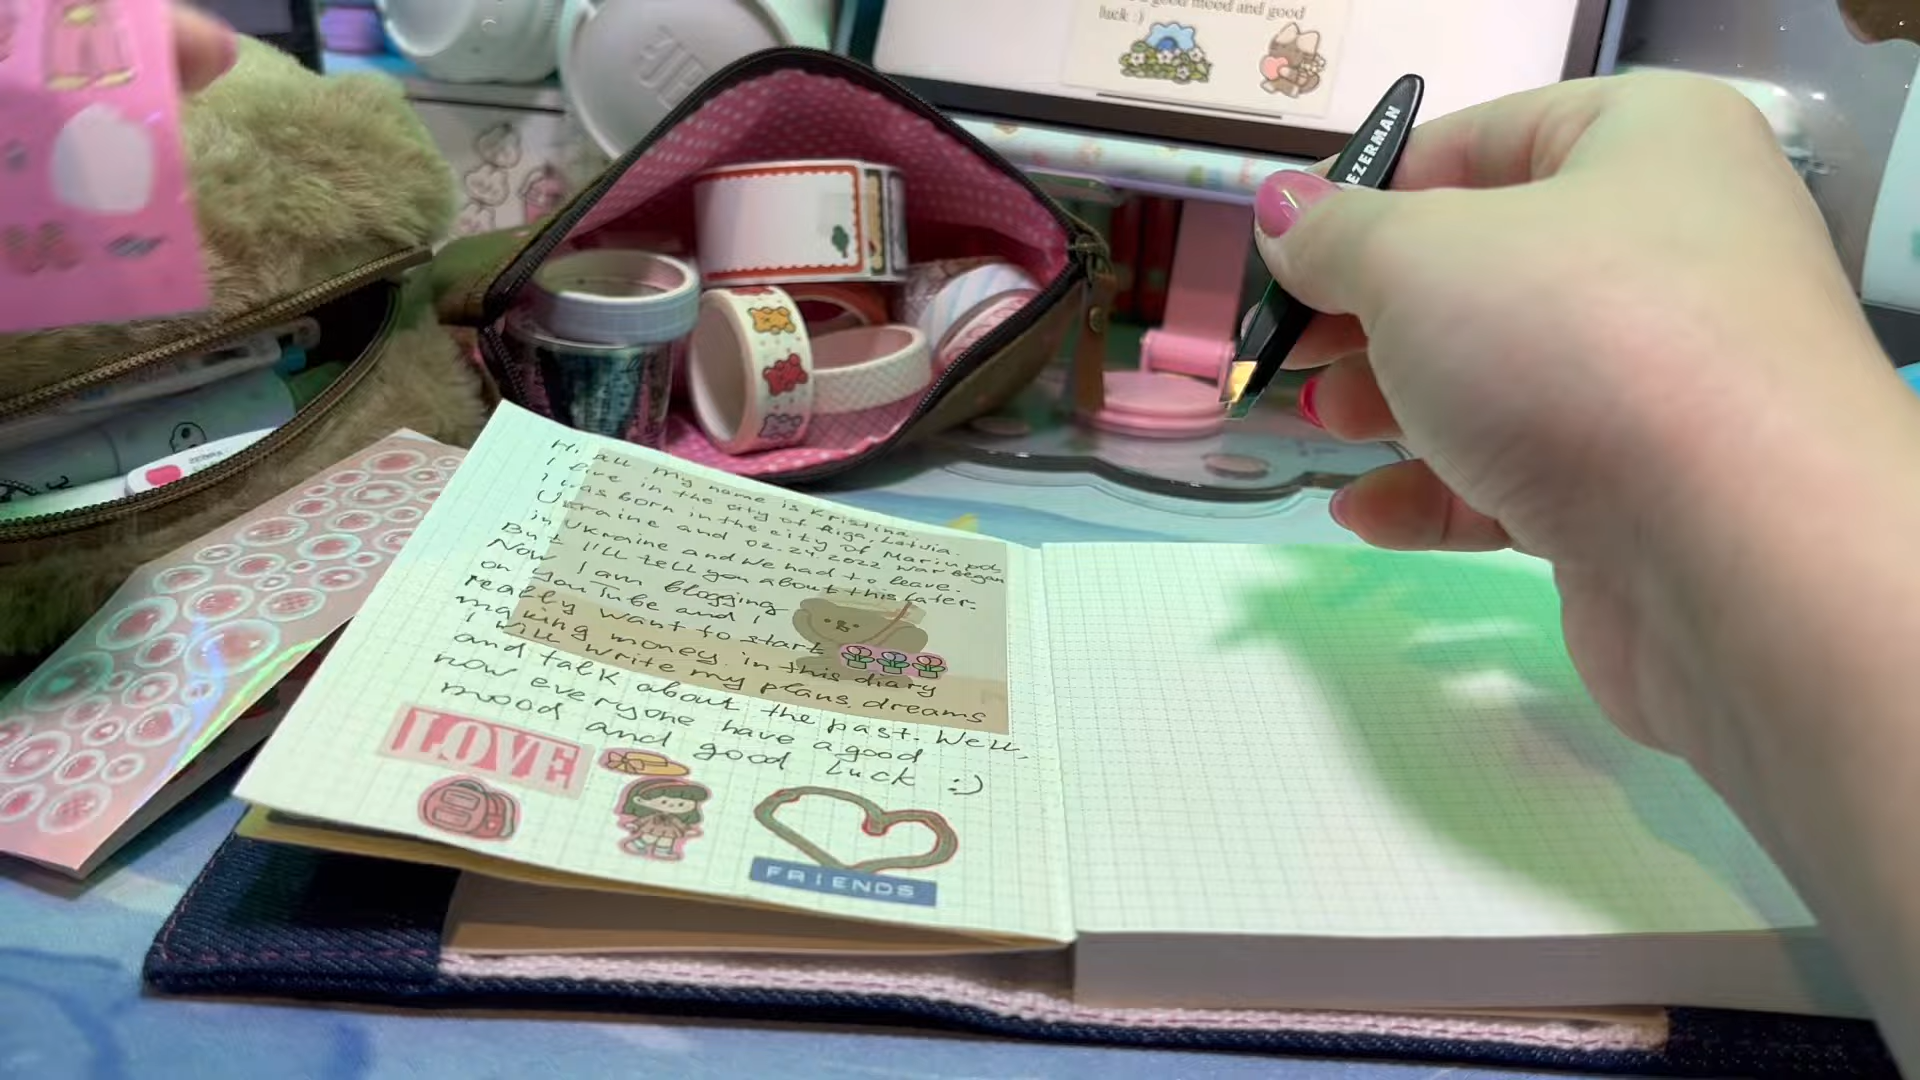 good mood and good
luck :)
JBL
EZERMAN
Hi all my name is Kristina
I live in the city of Riga, Latvia.
I was born in the city of Mariupol
Ukraine and 02.24.2022 war began
in Ukraine and we had to leave.
But I'll tell you about this later.
Now I am blogging
on YouTube and I
really want to start
making money. in this diary
I will write my plans, dreams
and talk about the past. Well,
now everyone have a good
mood and good luck :)
LOVE
FRIENDS